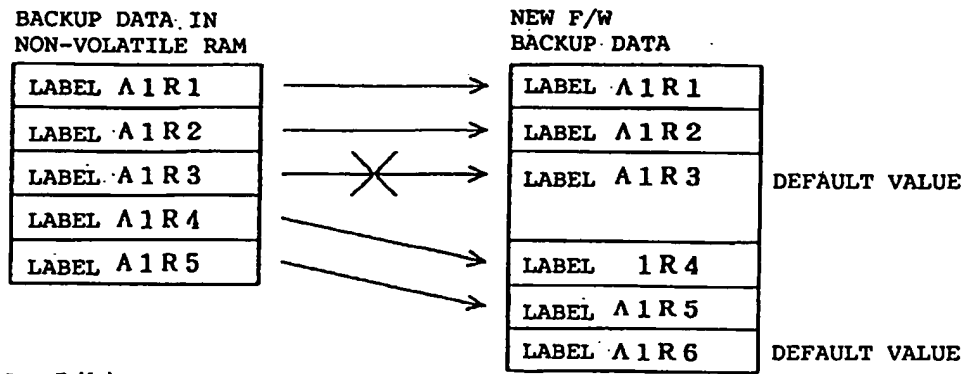 BACKUP DATA IN
NON-VOLATILE RAM
LABEL A1R1
LABEL A1R2
LABEL A1R3
LABEL A1R4
LABEL A1R5
NEW F/W
BACKUP DATA
LABEL A1R1
LABEL A1R2
LABEL A1R3 DEFAULT VALUE
LABEL 1R4
LABEL A1R5
LABEL A1R6 DEFAULT VALUE